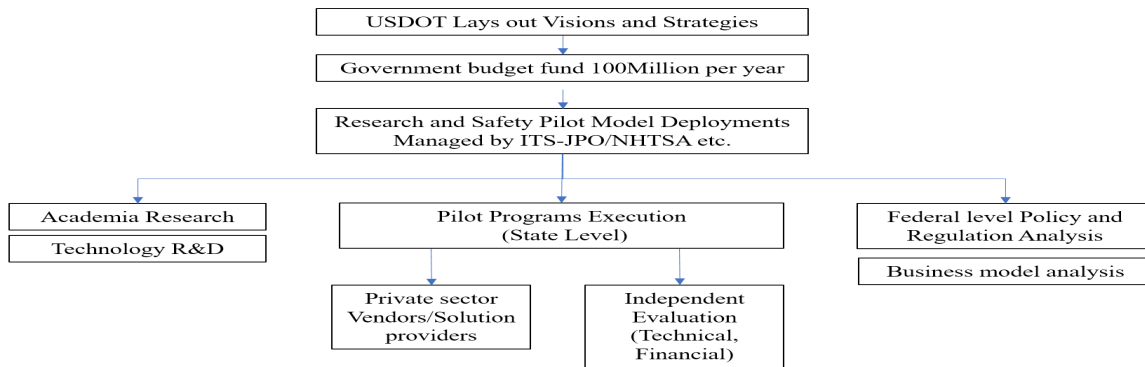 USDOT Lays out Visions and Strategies
Government budget fund 100Million per year
Research and Safety Pilot Model Deployments
Managed by ITS-JPO/NHTSA etc.
Academia Research
Technology R&D
Pilot Programs Execution
(State Level)
Federal level Policy and
Regulation Analysis
Business model analysis
Private sector
Vendors/Solution
providers
Independent
Evaluation
(Technical,
Financial)